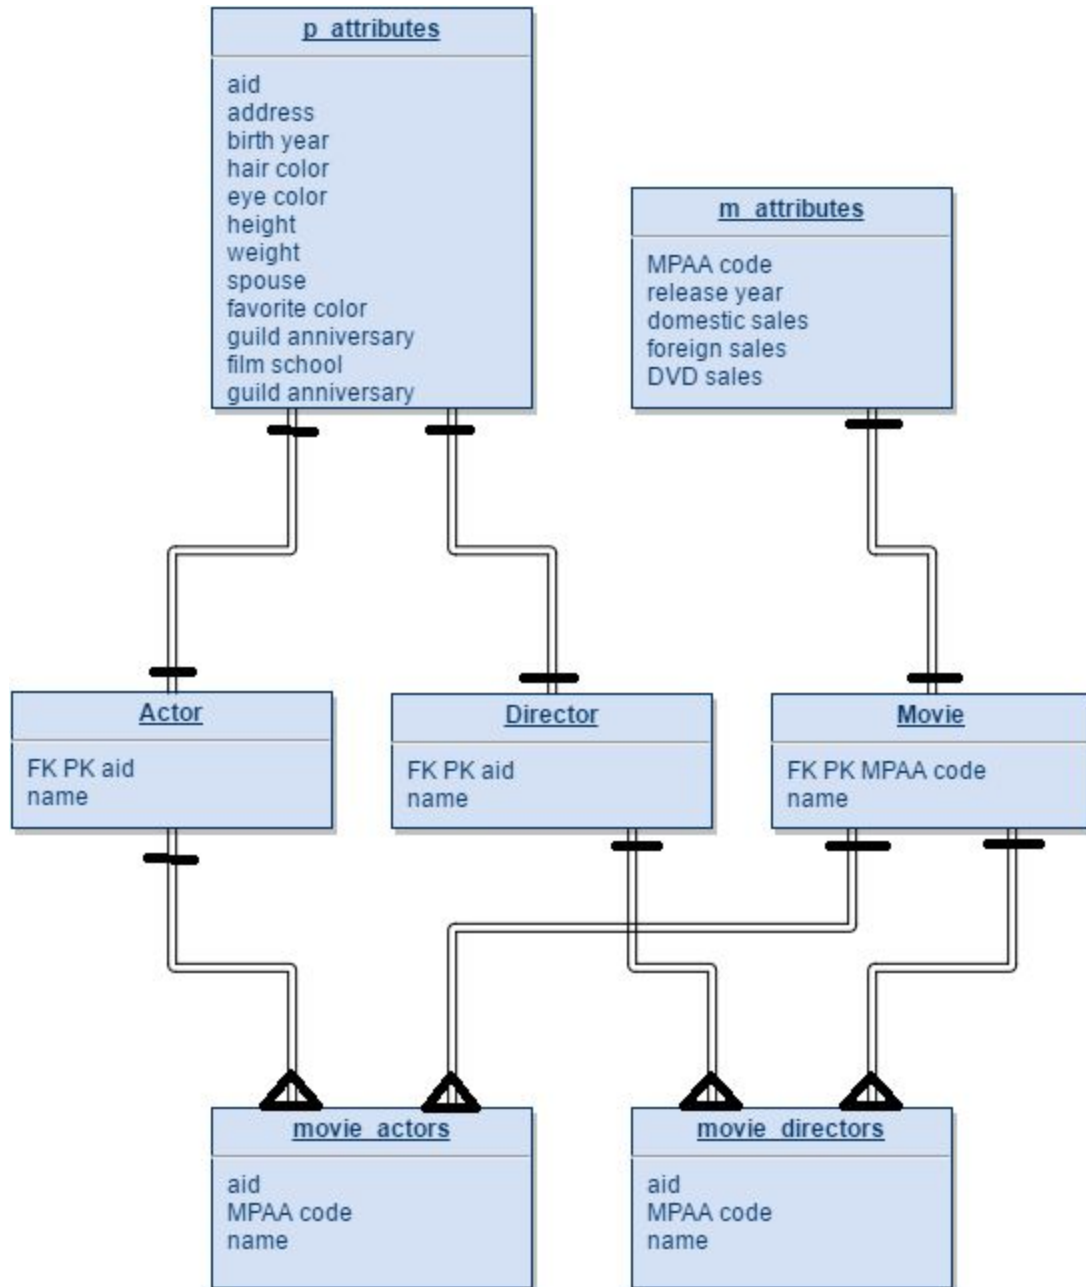 p_attributes
aid
address
birth year
hair color
eye color
height
weight
spouse
favorite color
guild anniversary
film school
guild anniversary
m_attributes
MPAA code
release year
domestic sales
foreign sales
DVD sales
Actor
FK PK aid
name
Director
FK PK aid
name
Movie
FK PK MPAA code
name
movie_actors
aid
MPAA code
name
movie_directors
aid
MPAA code
name